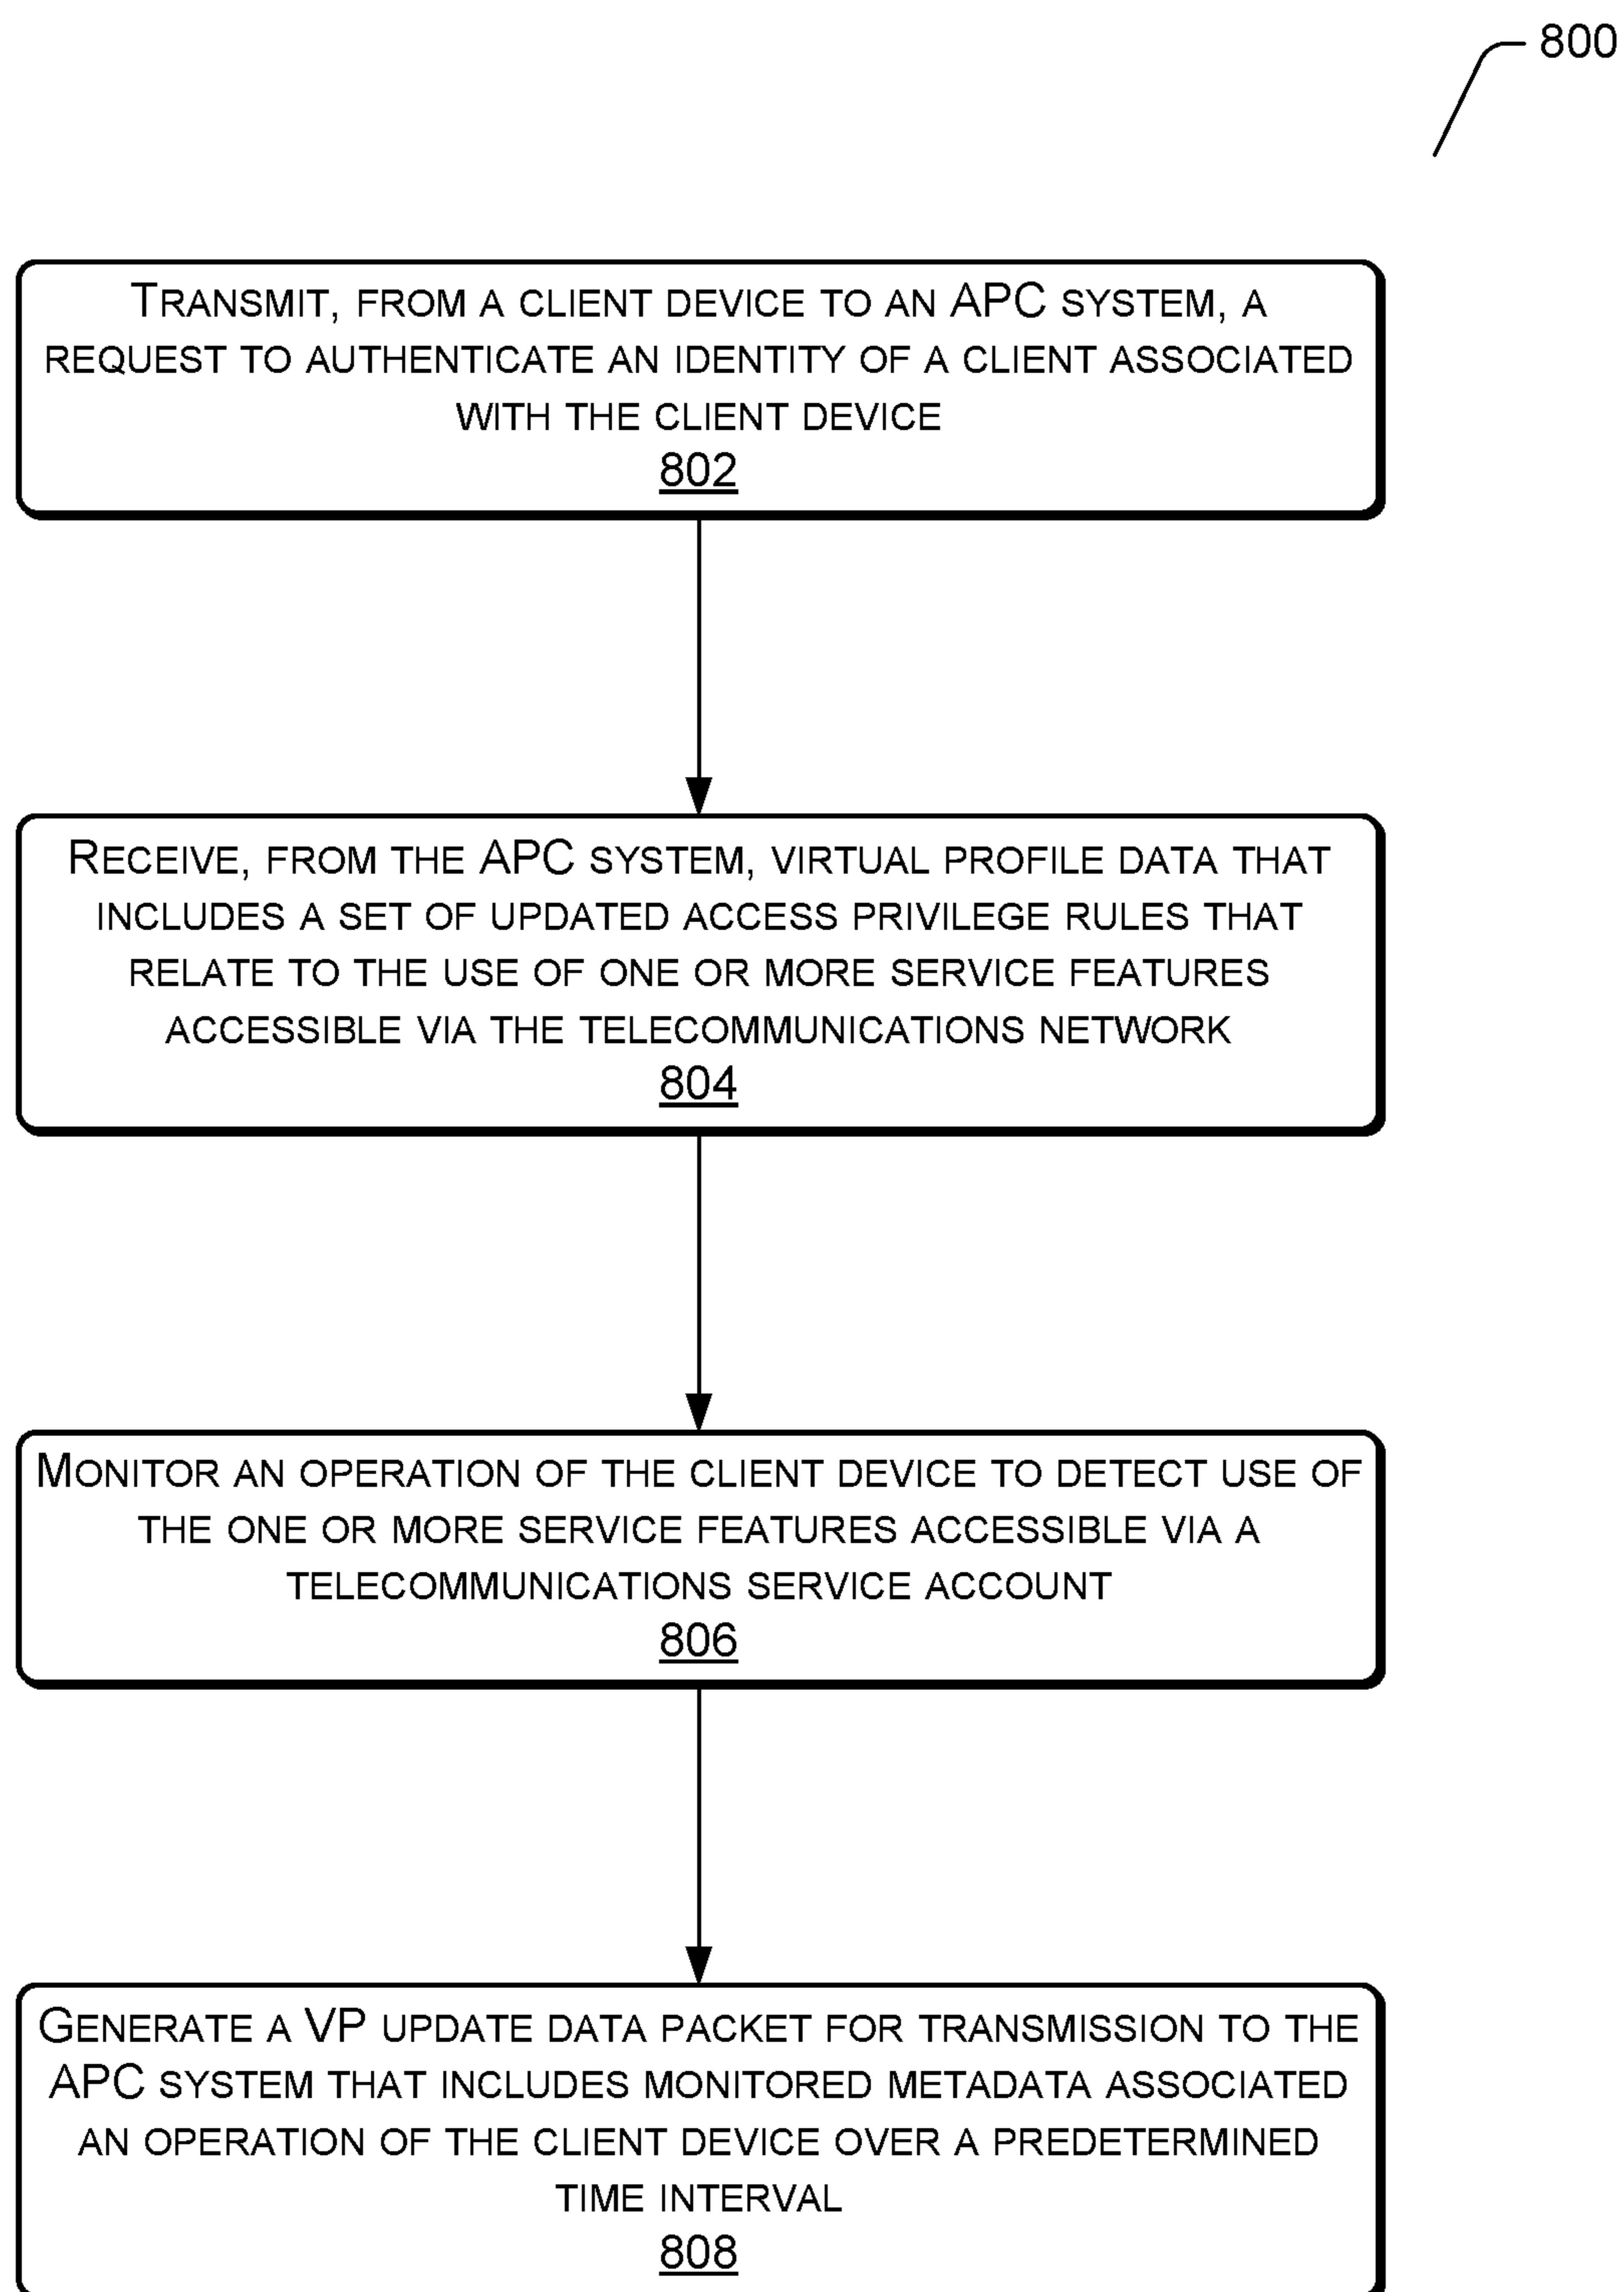 800
TRANSMIT, FROM A CLIENT DEVICE TO AN APC SYSTEM, A
REQUEST TO AUTHENTICATE AN IDENTITY OF A CLIENT ASSOCIATED
WITH THE CLIENT DEVICE
802
RECEIVE, FROM THE APC SYSTEM, VIRTUAL PROFILE DATA THAT
INCLUDES A SET OF UPDATED ACCESS PRIVILEGE RULES THAT
RELATE TO THE USE OF ONE OR MORE SERVICE FEATURES
ACCESSIBLE VIA THE TELECOMMUNICATIONS NETWORK
804
MONITOR AN OPERATION OF THE CLIENT DEVICE TO DETECT USE OF
THE ONE OR MORE SERVICE FEATURES ACCESSIBLE VIA A
TELECOMMUNICATIONS SERVICE ACCOUNT
806
GENERATE A VP UPDATE DATA PACKET FOR TRANSMISSION TO THE
APC SYSTEM THAT INCLUDES MONITORED METADATA ASSOCIATED
AN OPERATION OF THE CLIENT DEVICE OVER A PREDETERMINED
TIME INTERVAL
808